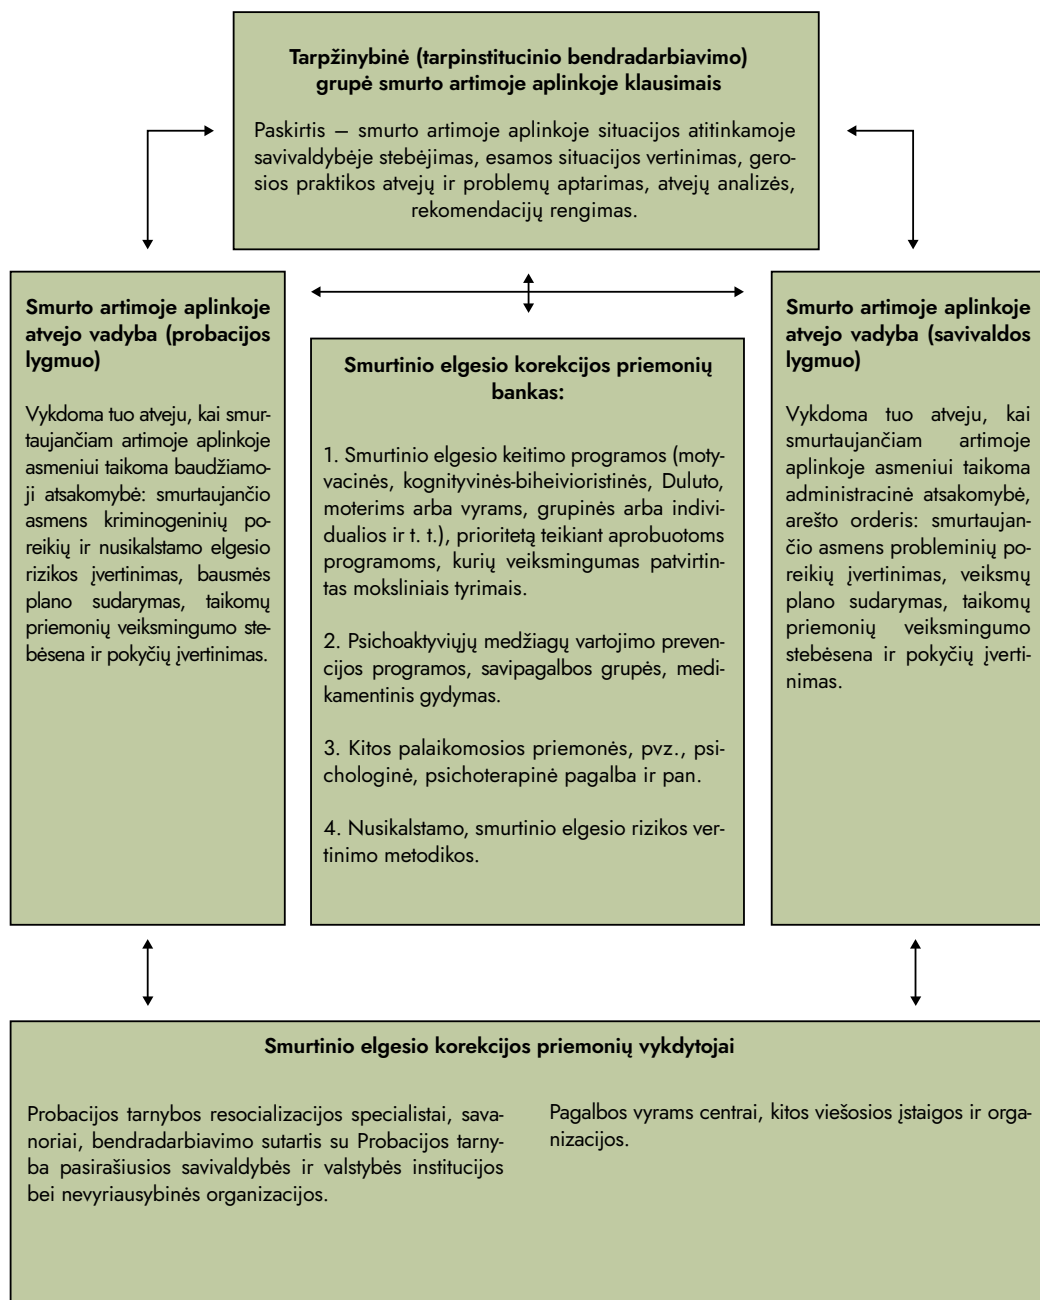 Tarpžinybinė (tarpinstitucinio bendradarbiavimo)
grupė smurto artimoje aplinkoje klausimais
Paskirtis – smurto artimoje aplinkoje situacijos atitinkamoje
savivaldybėje stebėjimas, esamos situacijos vertinimas, gero-
sios praktikos atvejų ir problemų aptarimas, atvejų analizės,
rekomendacijų rengimas.
Smurto artimoje aplinkoje
atvejo vadyba (probacijos
lygmuo)
Vykdoma tuo atveju, kai smur-
taujančiam artimoje aplinkoje
asmeniui taikoma baudžiamo-
ji atsakomybė: smurtaujančio
asmens kriminogeninių po-
reikių ir nusikalstamo elgesio
rizikos įvertinimas, bausmės
plano sudarymas, taikomų
priemonių veiksmingumo ste-
bėsena ir pokyčių įvertinimas.
Smurtinio elgesio korekcijos priemonių
bankas:
1. Smurtinio elgesio keitimo programos (moty-
vacinės, kognityvinės-biheivioristinės, Duluto,
moterims arba vyrams, grupinės arba indivi-
dualios ir t. t.), prioritetą teikiant aprobuotoms
programoms, kurių veiksmingumas patvirtin-
tas moksliniais tyrimais.
2. Psichoaktyviųjų medžiagų vartojimo preven-
cijos programos, savipagalbos grupės, medi-
kamentinis gydymas.
3. Kitos palaikomosios priemonės, pvz., psi-
chologinė, psichoterapinė pagalba ir pan.
4. Nusikalstamo, smurtinio elgesio rizikos ver-
tinimo metodikos.
Smurto artimoje aplinkoje
atvejo vadyba (savivaldos
lygmuo)
Vykdoma tuo atveju, kai
smurtaujančiam artimoje
aplinkoje asmeniui taikoma
administracinė atsakomybė,
arešto orderis: smurtaujan-
čio asmens probleminių po-
reikių įvertinimas, veiksmų
plano sudarymas, taikomų
priemonių veiksmingumo
stebėsena ir pokyčių įverti-
nimas.
Smurtinio elgesio korekcijos priemonių vykdytojai
Probacijos tarnybos resocializacijos specialistai, sava-
noriai, bendradarbiavimo sutartis su Probacijos tarny-
ba pasirašiusios savivaldybės ir valstybės institucijos
bei nevyriausybinės organizacijos.
Pagalbos vyrams centrai, kitos viešosios įstaigos ir orga-
nizacijos.